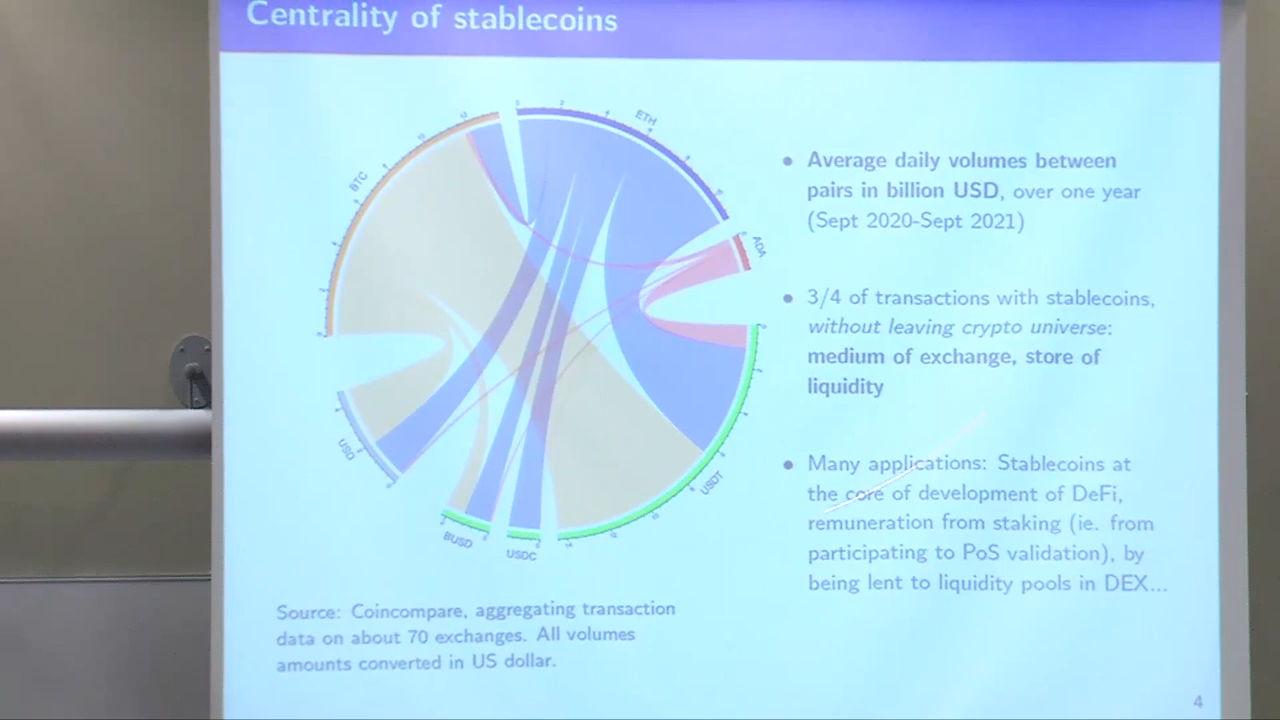 Centrality of stablecoins
ETH
BTC
ADA
USD
USDT
BUSD
USDC
• Average daily volumes between
pairs in billion USD, over one year
(Sept 2020-Sept 2021)
• 3/4 of transactions with stablecoins,
without leaving crypto universe:
medium of exchange, store of
liquidity
• Many applications: Stablecoins at
the core of development of DeFi,
remuneration from staking (ie. from
participating to PoS validation), by
being lent to liquidity pools in DEX...
Source: Coincompare, aggregating transaction
data on about 70 exchanges. All volumes
amounts converted in US dollar.
4